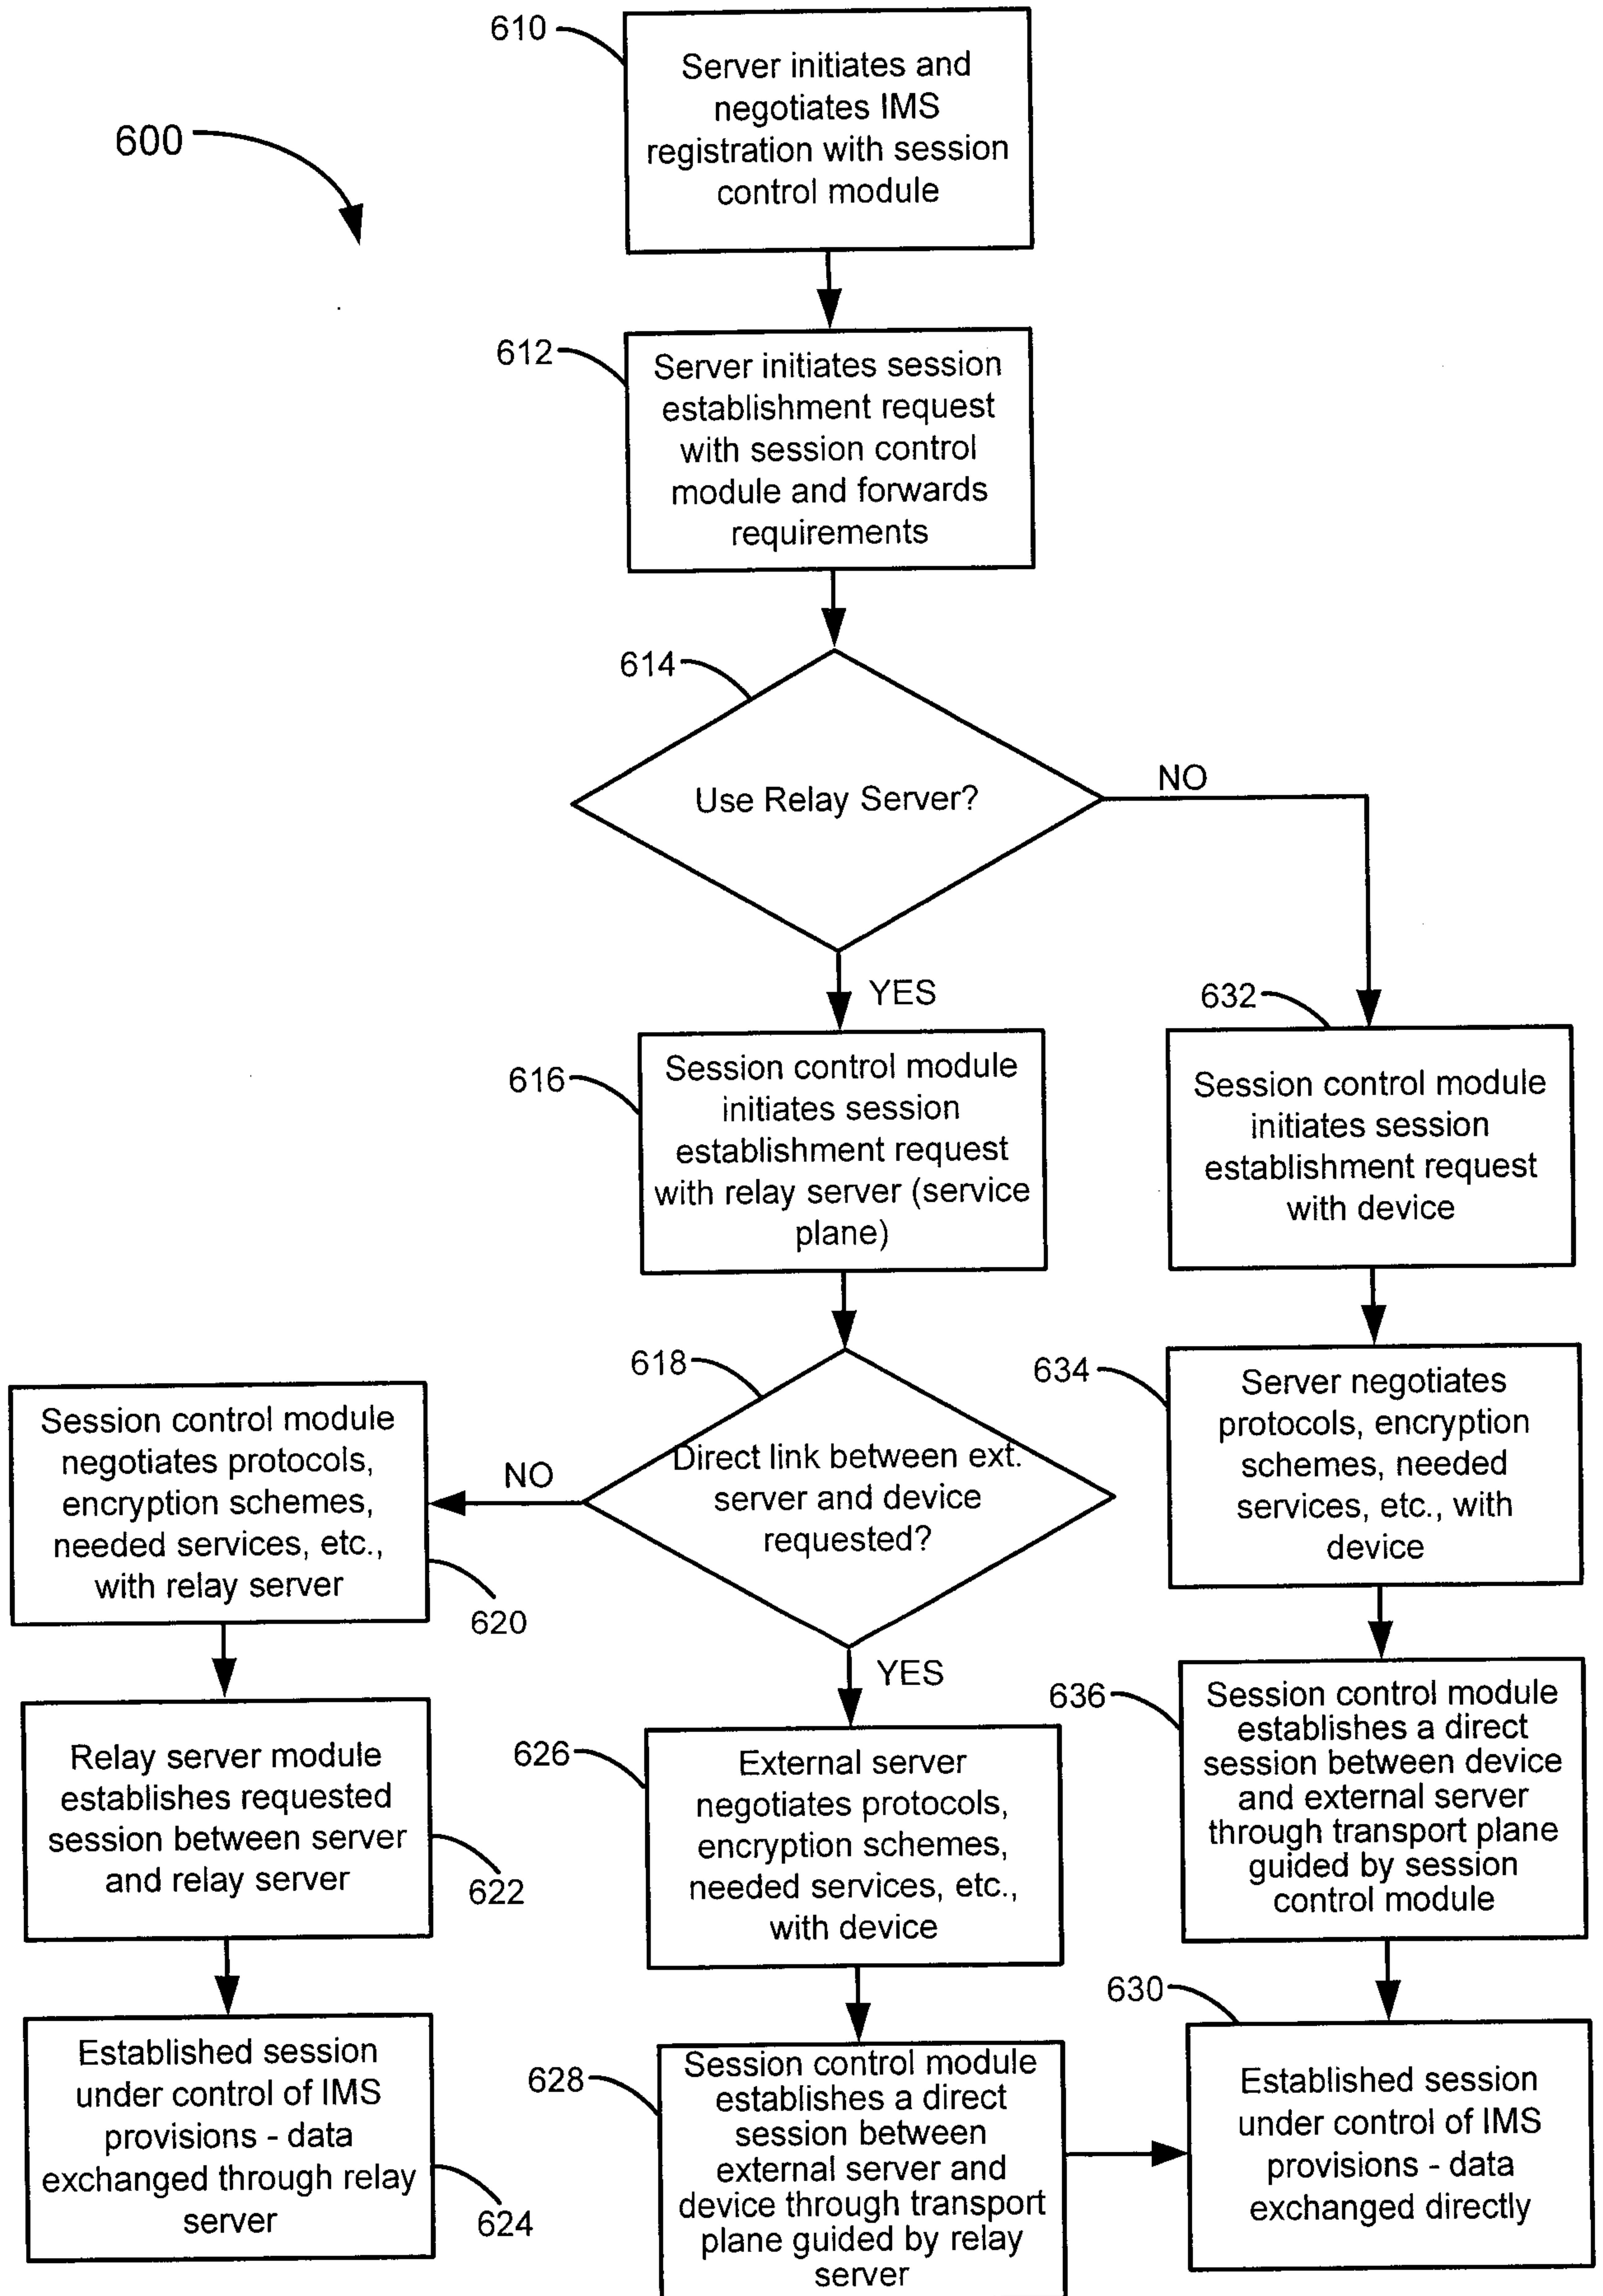 610
Server initiates and
negotiates IMS
registration with session
control module
600
612
Server initiates session
establishment request
with session control
module and forwards
requirements
614
Use Relay Server?
NO
YES
616
Session control module
initiates session
establishment request
with relay server (service
plane)
632
Session control module
initiates session
establishment request
with device
618
Direct link between ext.
server and device
requested?
NO
YES
Session control module
negotiates protocols,
encryption schemes,
needed services, etc.,
with relay server
620
634
Server negotiates
protocols, encryption
schemes, needed
services, etc., with
device
Relay server module
establishes requested
session between server
and relay server
622
626
External server
negotiates protocols,
encryption schemes,
needed services, etc.,
with device
636
Session control module
establishes a direct
session between device
and external server
through transport plane
guided by session
control module
Established session
under control of IMS
provisions - data
exchanged through relay
server
624
628
Session control module
establishes a direct
session between
external server and
device through transport
plane guided by relay
server
630
Established session
under control of IMS
provisions - data
exchanged directly